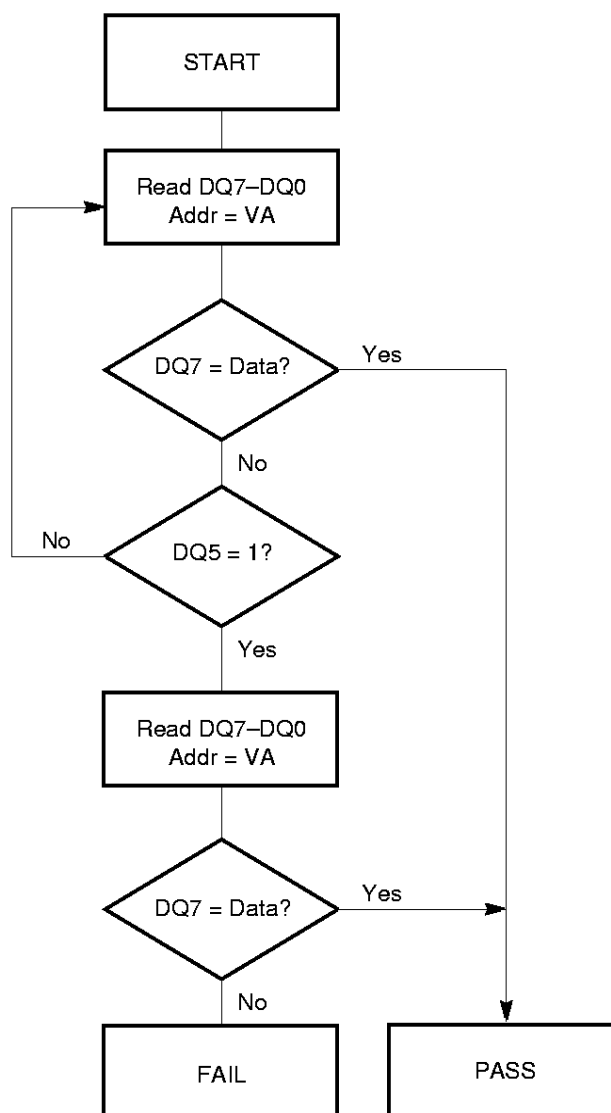 START
Read DQ7–DQ0
Addr = VA
DQ7 = Data?
Yes
No
No
DQ5 = 1?
Yes
Read DQ7–DQ0
Addr = VA
DQ7 = Data?
Yes
No
FAIL
PASS